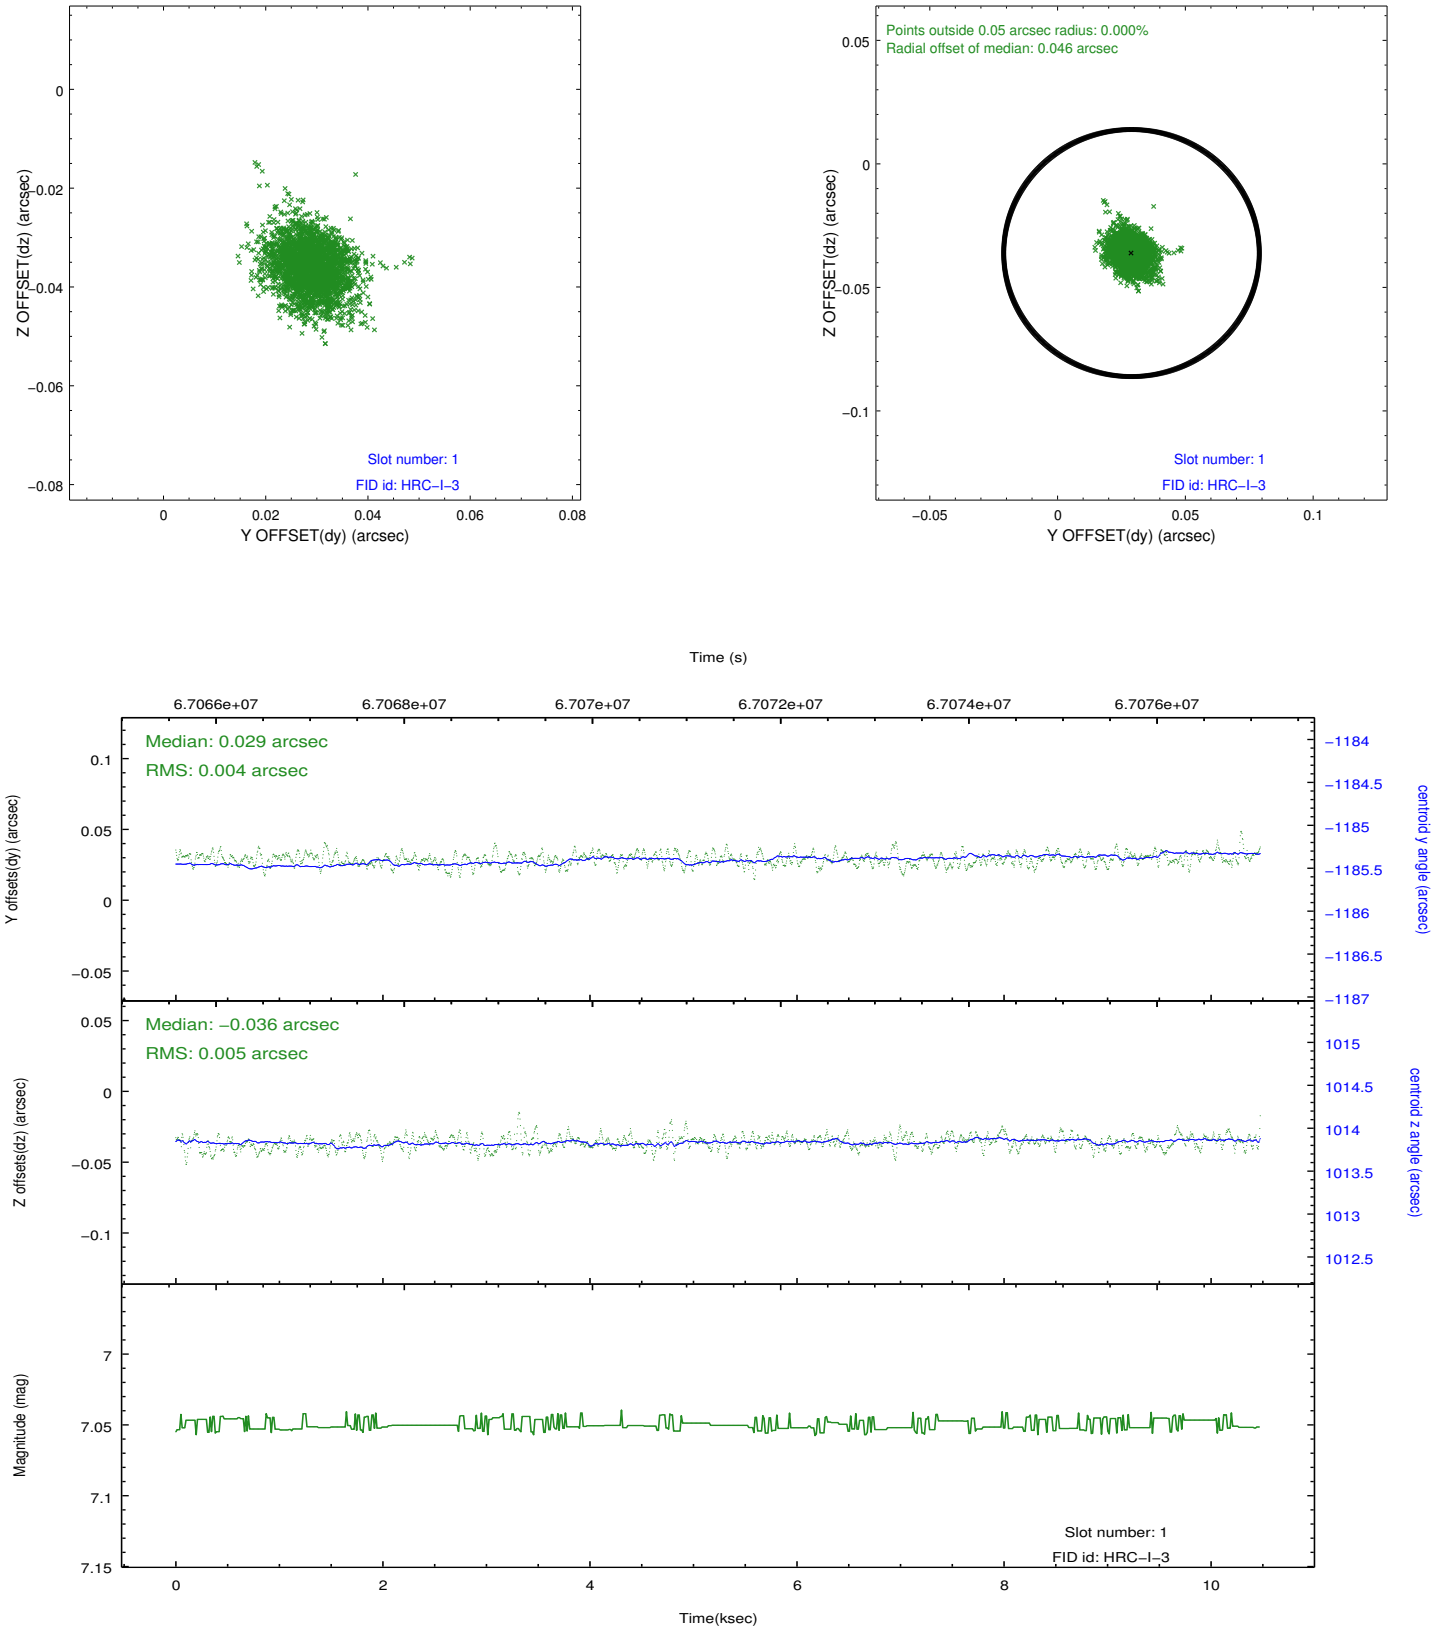 0
−0.02
−0.04
−0.06
−0.08
Z OFFSET(dz) (arcsec)
Slot number: 1
FID id: HRC−I−3
0
0.02
0.04
0.06
0.08
Y OFFSET(dy) (arcsec)
Points outside 0.05 arcsec radius: 0.000%
Radial offset of median: 0.046 arcsec
0.05
0
−0.05
−0.1
Z OFFSET(dz) (arcsec)
Slot number: 1
FID id: HRC−I−3
−0.05
0
0.05
0.1
Y OFFSET(dy) (arcsec)
Time (s)
6.7066e+07
6.7068e+07
6.707e+07
6.7072e+07
6.7074e+07
6.7076e+07
Median: 0.029 arcsec
RMS: 0.004 arcsec
0.1
0.05
0
−0.05
Y offsets(dy) (arcsec)
−1184
−1184.5
−1185
−1185.5
−1186
−1186.5
−1187
centroid y angle (arcsec)
Median: −0.036 arcsec
RMS: 0.005 arcsec
0.05
0
−0.05
−0.1
Z offsets(dz) (arcsec)
1015
1014.5
1014
1013.5
1013
1012.5
centroid z angle (arcsec)
7
7.05
7.1
7.15
Magnitude (mag)
Slot number: 1
FID id: HRC−I−3
0
2
4
6
8
10
Time(ksec)